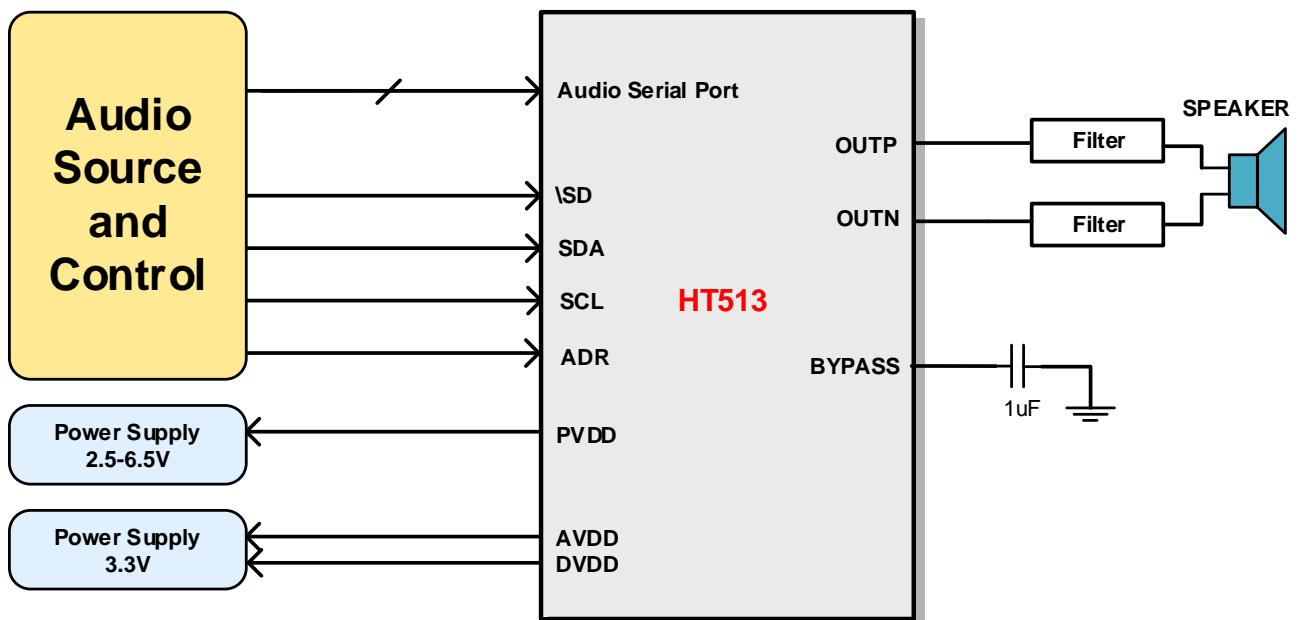 Audio
Source
and
Control
Audio Serial Port
\SD
SDA
SCL
ADR
PVDD
AVDD
DVDD
HT513
OUTP
OUTN
BYPASS
Filter
Filter
SPEAKER
1uF
Power Supply
2.5-6.5V
Power Supply
3.3V